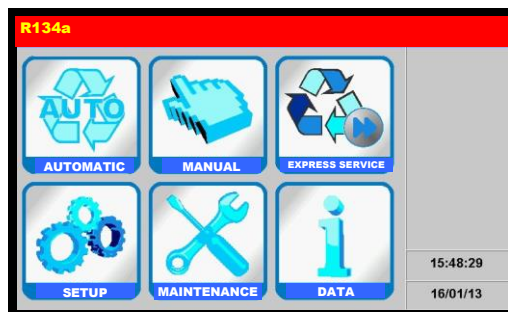 R134a
AUTO
AUTOMATIC
MANUAL
EXPRESS SERVICE
SETUP
MAINTENANCE
DATA
15:48:29
16/01/13